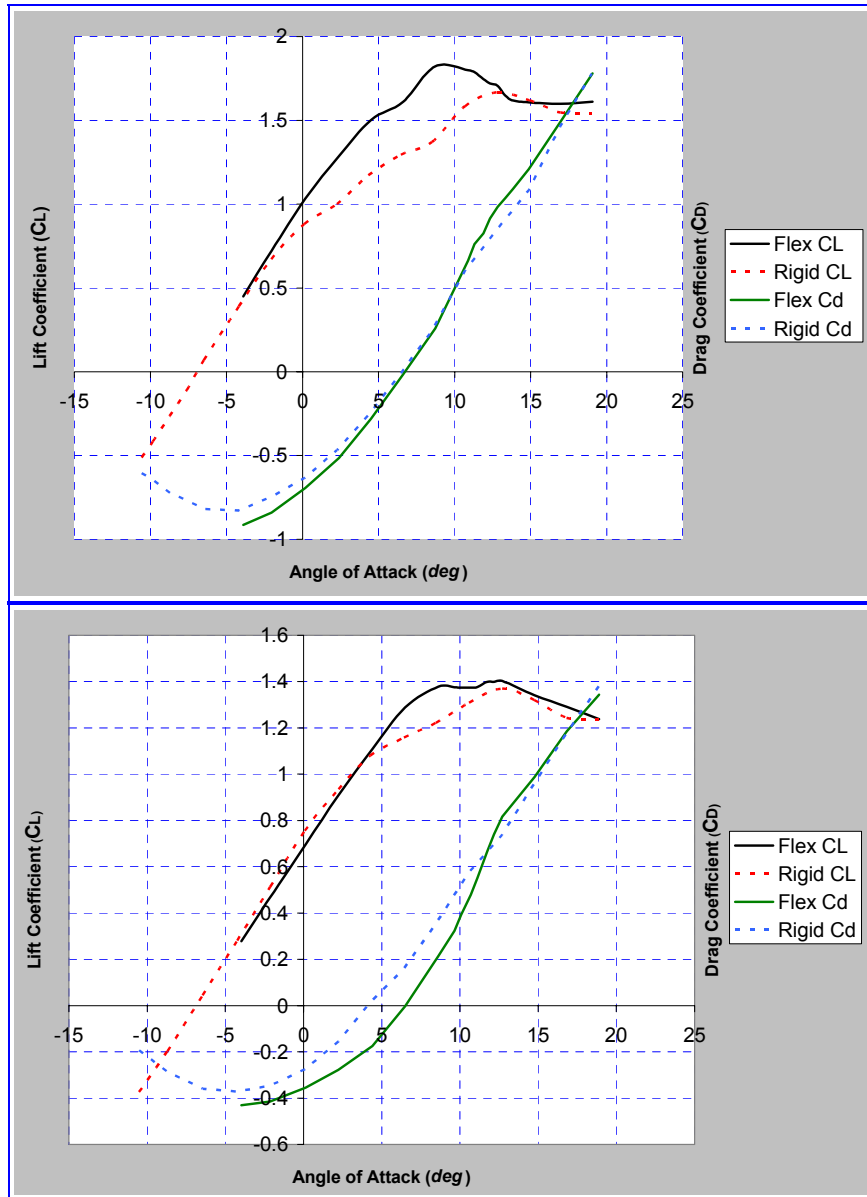 2
1.5
1
0.5
0
-0.5
-1
-15 -10 -5 0 5 10 15 20 25
Lift Coefficient (CL)
Drag Coefficient (CD)
Angle of Attack (deg)
Flex CL
Rigid CL
Flex Cd
Rigid Cd
1.6
1.4
1.2
1
0.8
0.6
0.4
0.2
0
-0.2
-0.4
-0.6
-15 -10 -5 0 5 10 15 20 25
Lift Coefficient (CL)
Drag Coefficient (CD)
Angle of Attack (deg)
Flex CL
Rigid CL
Flex Cd
Rigid Cd